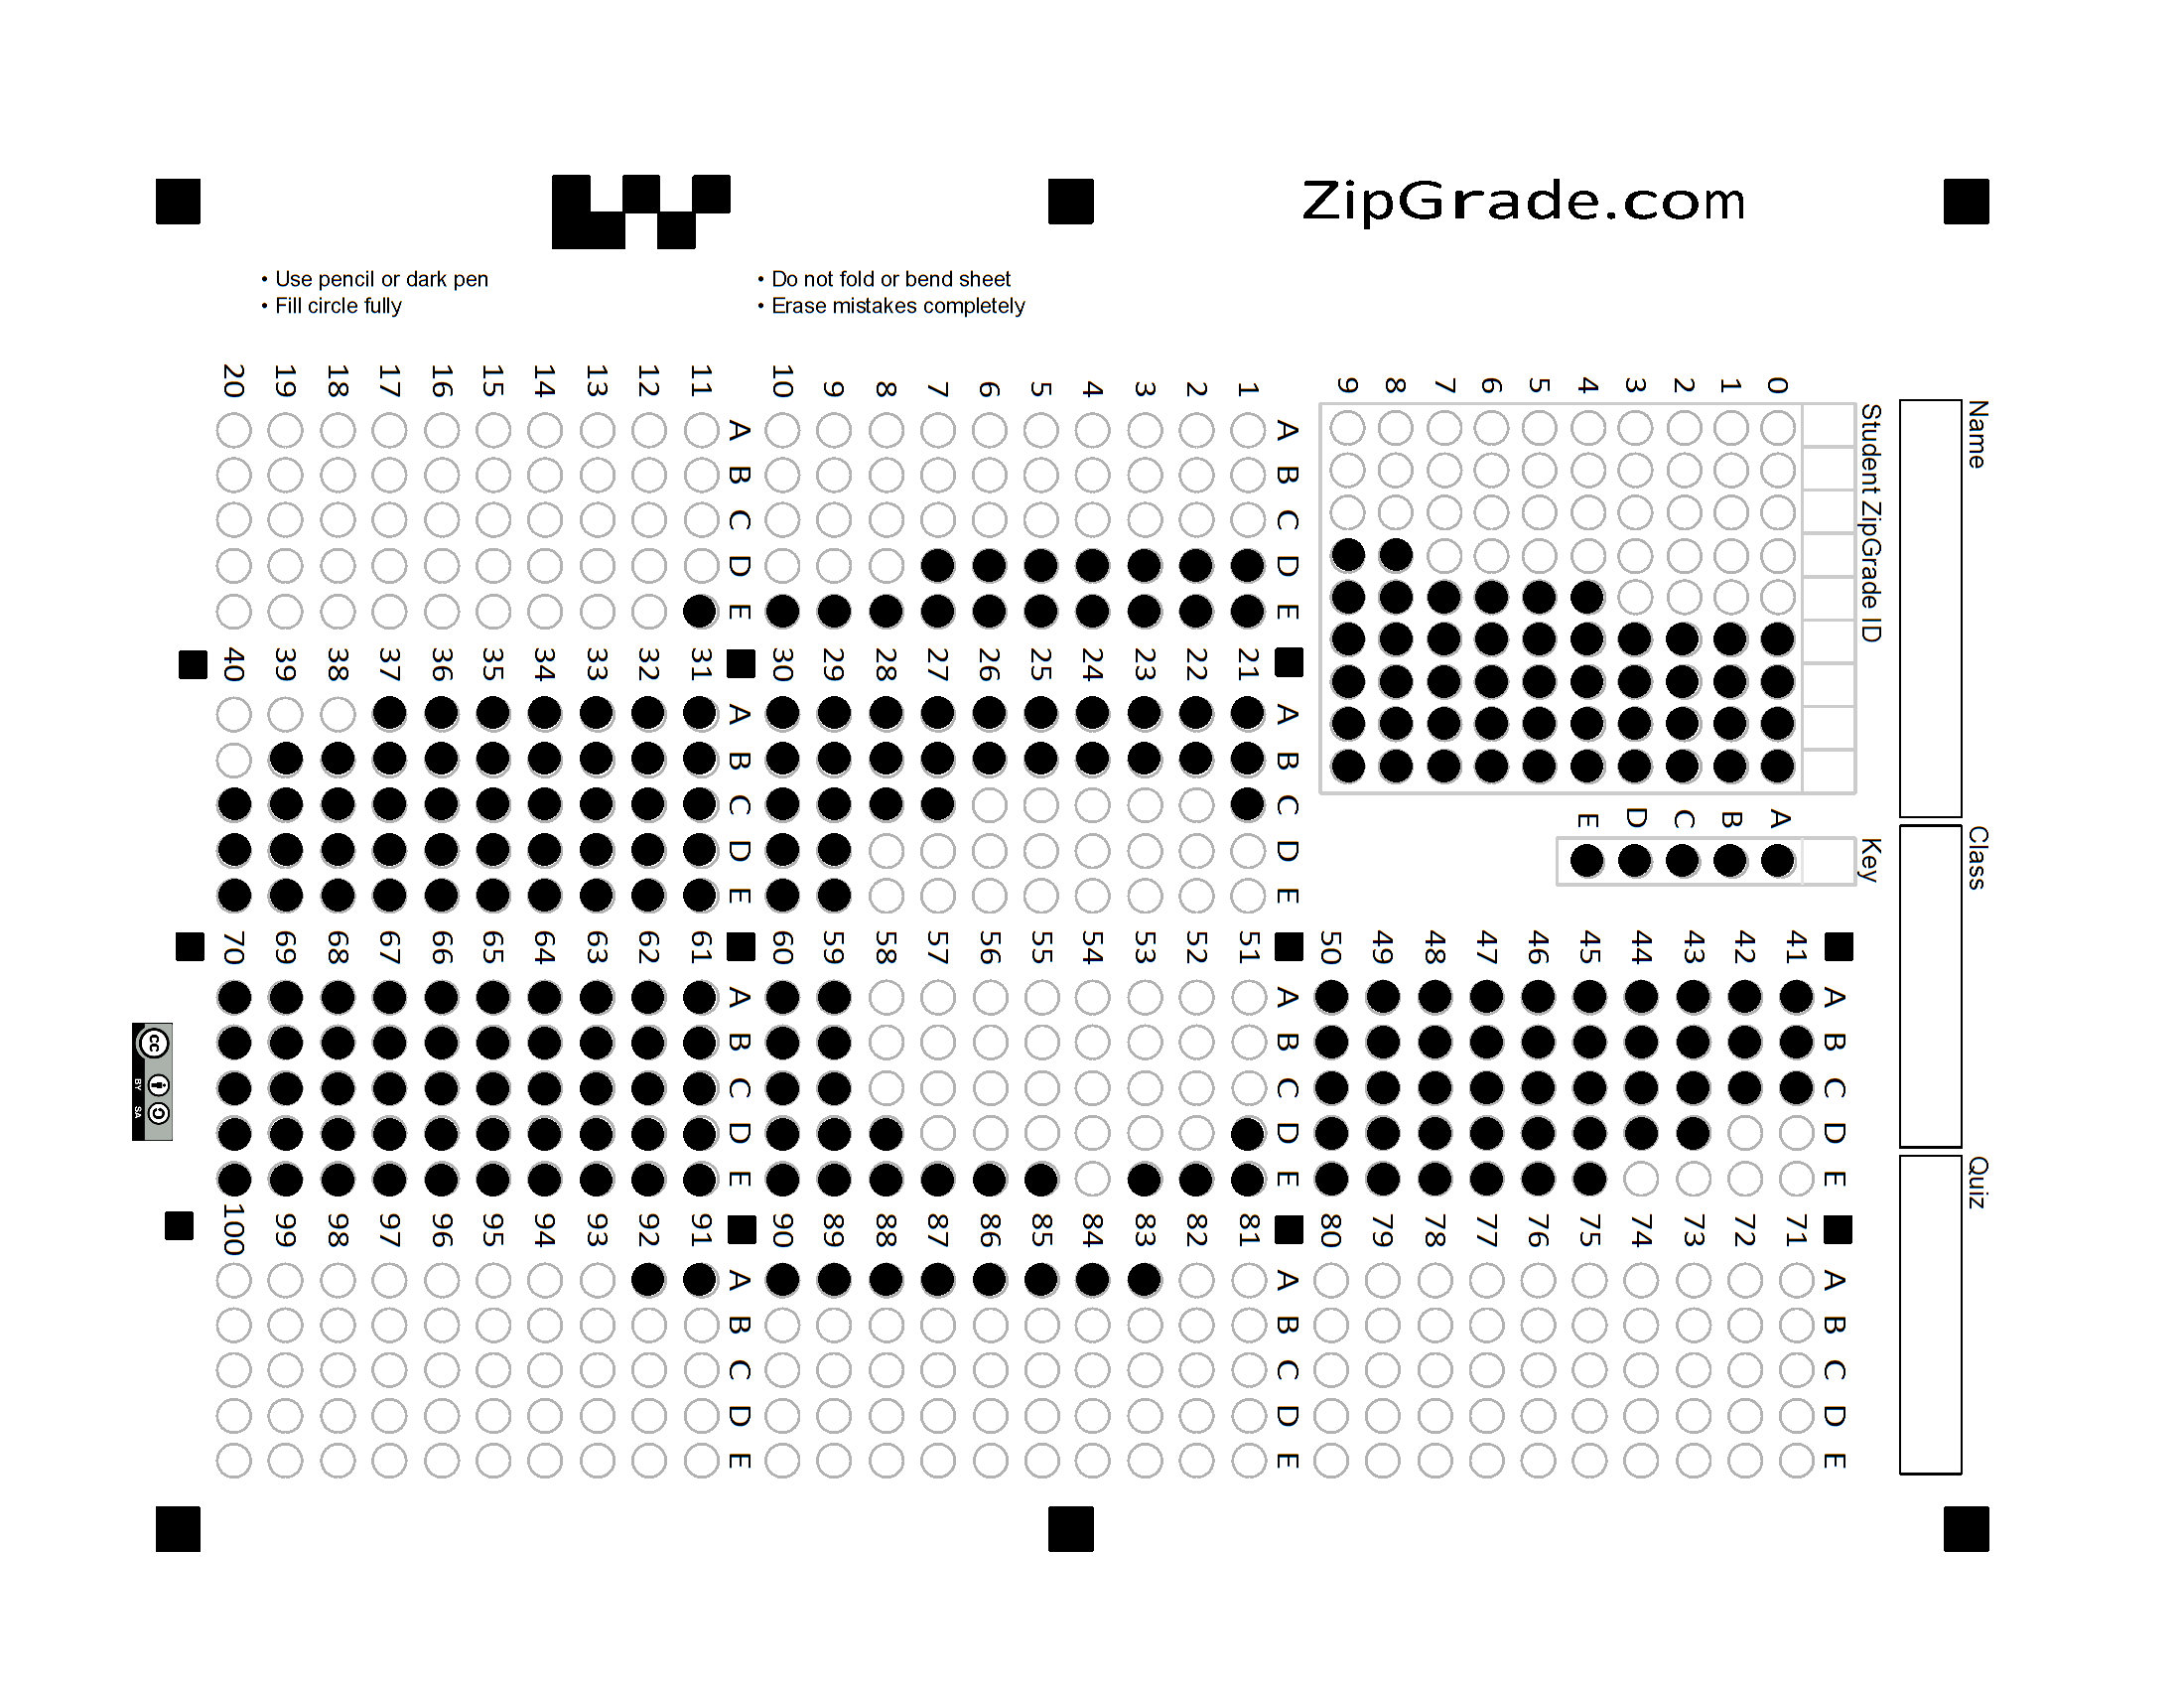 ZipGrade.com
• Use pencil or dark pen
• Fill circle fully
• Do not fold or bend sheet
• Erase mistakes completely
Name
Class
Quiz
Student ZipGrade ID
0 1 2 3 4 5 6 7 8 9
Key
A B C D E
A B C D E
1 2 3 4 5 6 7 8 9 10
A B C D E
11 12 13 14 15 16 17 18 19 20
A B C D E
21 22 23 24 25 26 27 28 29 30
A B C D E
31 32 33 34 35 36 37 38 39 40
A B C D E
41 42 43 44 45 46 47 48 49 50
A B C D E
51 52 53 54 55 56 57 58 59 60
A B C D E
61 62 63 64 65 66 67 68 69 70
A B C D E
71 72 73 74 75 76 77 78 79 80
A B C D E
81 82 83 84 85 86 87 88 89 90
A B C D E
91 92 93 94 95 96 97 98 99 100
cc BY SA